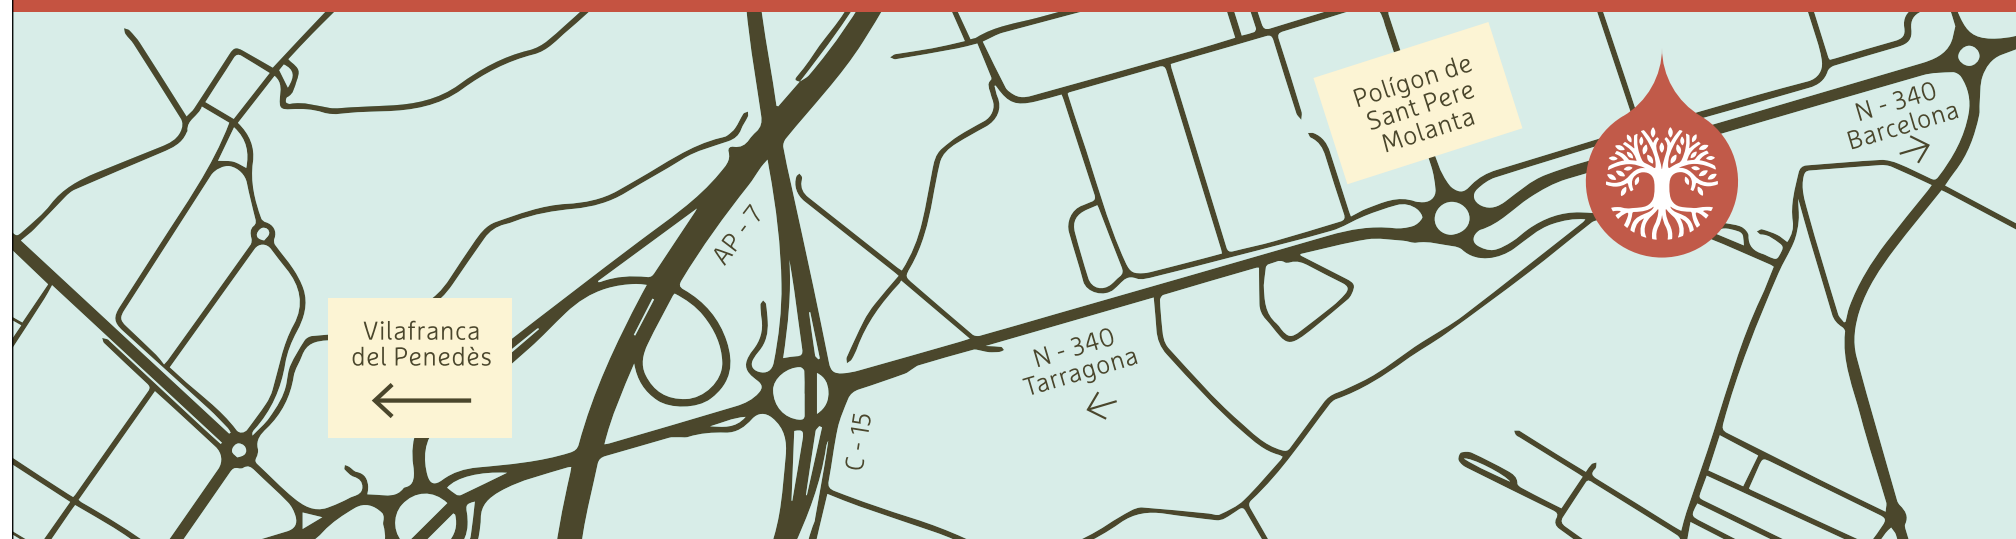 Polígon de
Sant Pere
Molanta
N - 340
Barcelona
AP - 7
Vilafranca
del Penedès
N - 340
Tarragona
C - 15